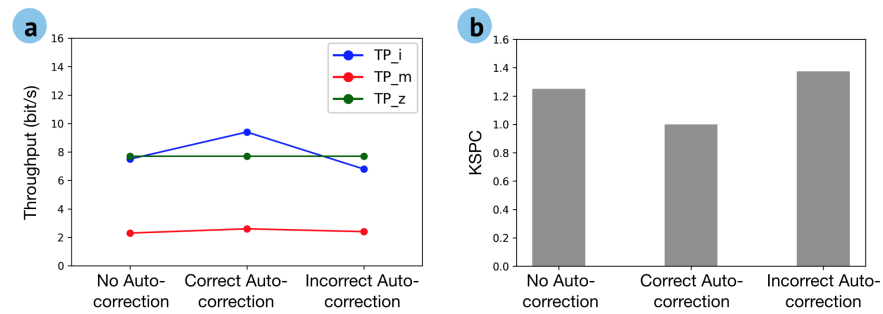 a
16
14
12
10
8
6
4
2
0
Throughput (bit/s)
TP_i
TP_m
TP_z
No Auto-
correction
Correct Auto-
correction
Incorrect Auto-
correction
b
1.6
1.4
1.2
1.0
0.8
0.6
0.4
0.2
0.0
KSPC
No Auto-
correction
Correct Auto-
correction
Incorrect Auto-
correction